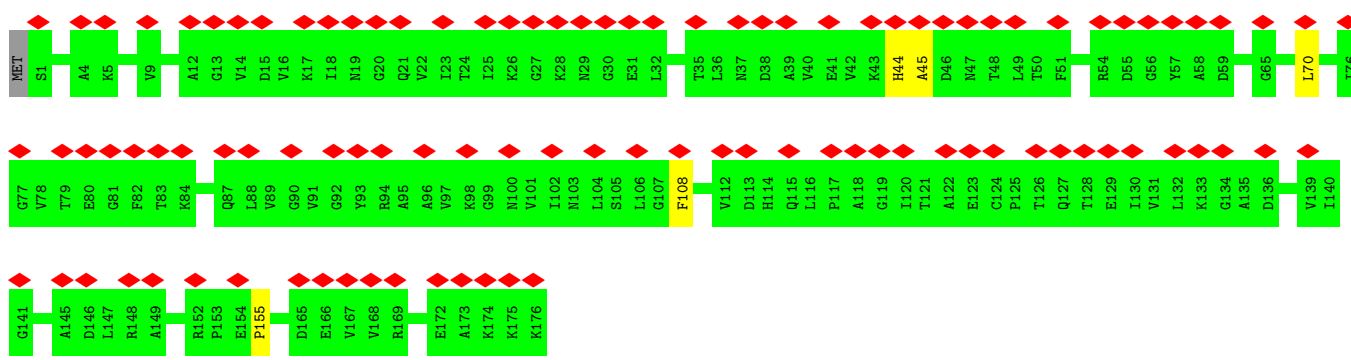 MET S1 A4 K5 V9 A12 G13 V14 D15 V16 K17 I18 N19 G20 Q21 V22 I23 T24 I25 K26 G27 K28 N29 G30 E31 L32 T35 L36 N37 D38 A39 V40 E41 V42 K43 H44 A45 D46 N47 T48 L49 T50 F51 R54 D55 G56 Y57 A58 D59 G65 L70 I76
G77 V78 T79 E80 G81 F82 T83 K84 Q87 L88 V89 G90 V91 G92 Y93 R94 A95 A96 V97 K98 G99 N100 V101 I102 N103 L104 S105 L106 G107 F108 V112 D113 H114 Q115 L116 P117 A118 G119 I120 T121 A122 E123 C124 P125 T126 Q127 T128 E129 I130 V131 L132 K133 G134 A135 D136 V139 I140
G141 A145 D146 L147 R148 A149 R152 P153 E154 P155 D165 E166 V167 V168 R169 E172 A173 K174 K175 K176